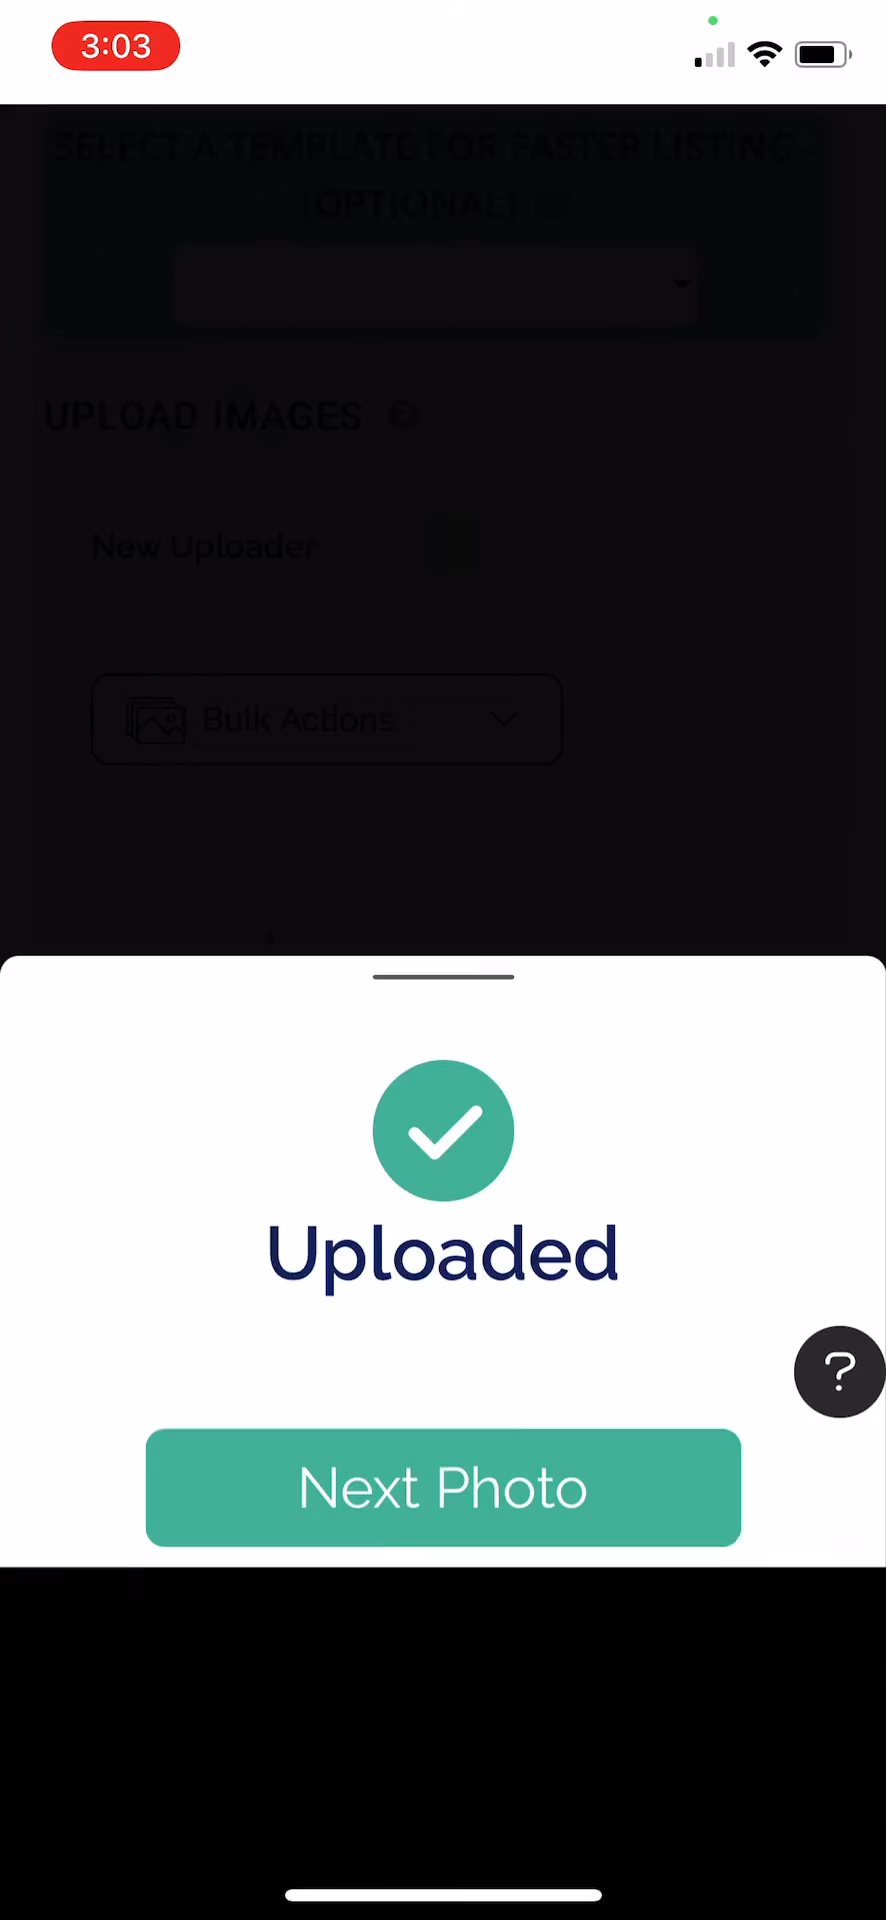 3:03
SELECT A TEMPLATE FOR FASTER LISTING -
(OPTIONAL) ?
UPLOAD IMAGES ?
New Uploader
Bulk Actions
Uploaded
?
Next Photo